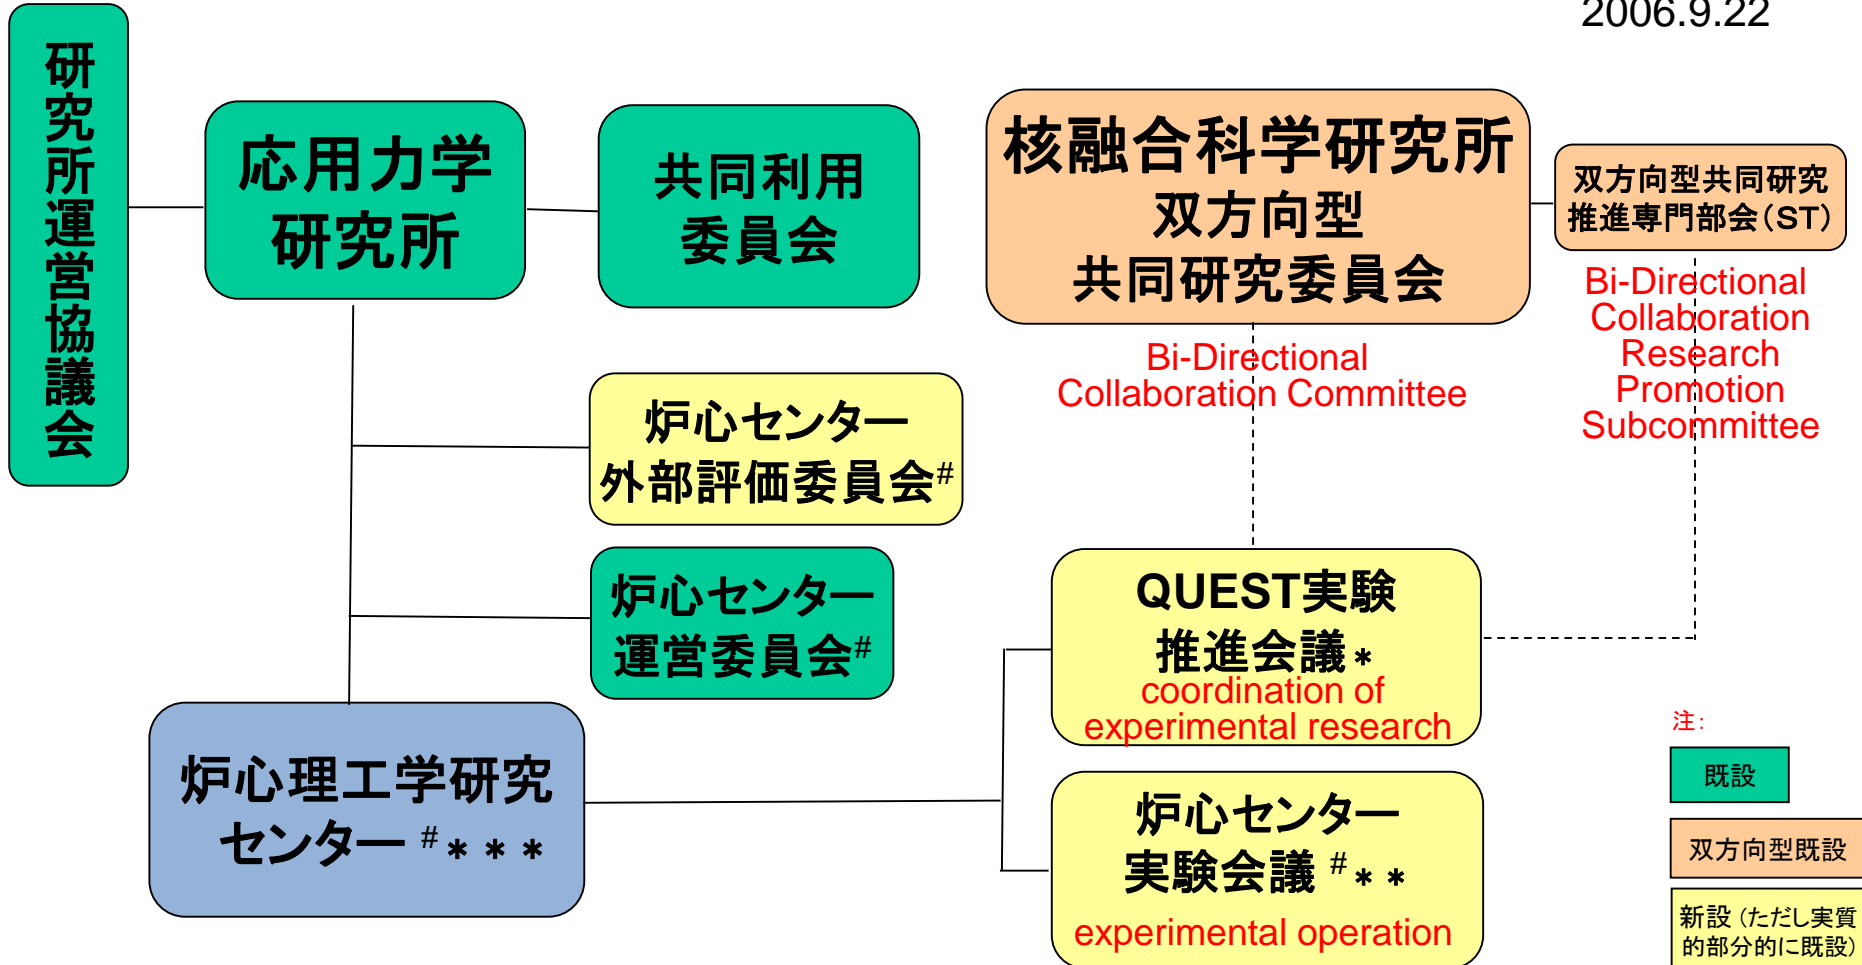 2006.9.22
研究所運営協議会
応用力学
研究所
共同利用
委員会
核融合科学研究所
双方向型
共同研究委員会
双方向型共同研究
推進専門部会(ST)
Bi-Directional
Collaboration Committee
Bi-Directional
Collaboration
Research
Promotion
Subcommittee
炉心センター
外部評価委員会#
炉心センター
運営委員会#
炉心理工学研究
センター #＊＊＊
QUEST実験
推進会議＊
coordination of
experimental research
炉心センター
実験会議 #＊＊
experimental operation
注:
既設
双方向型既設
新設(ただし実質
的部分的に既設)